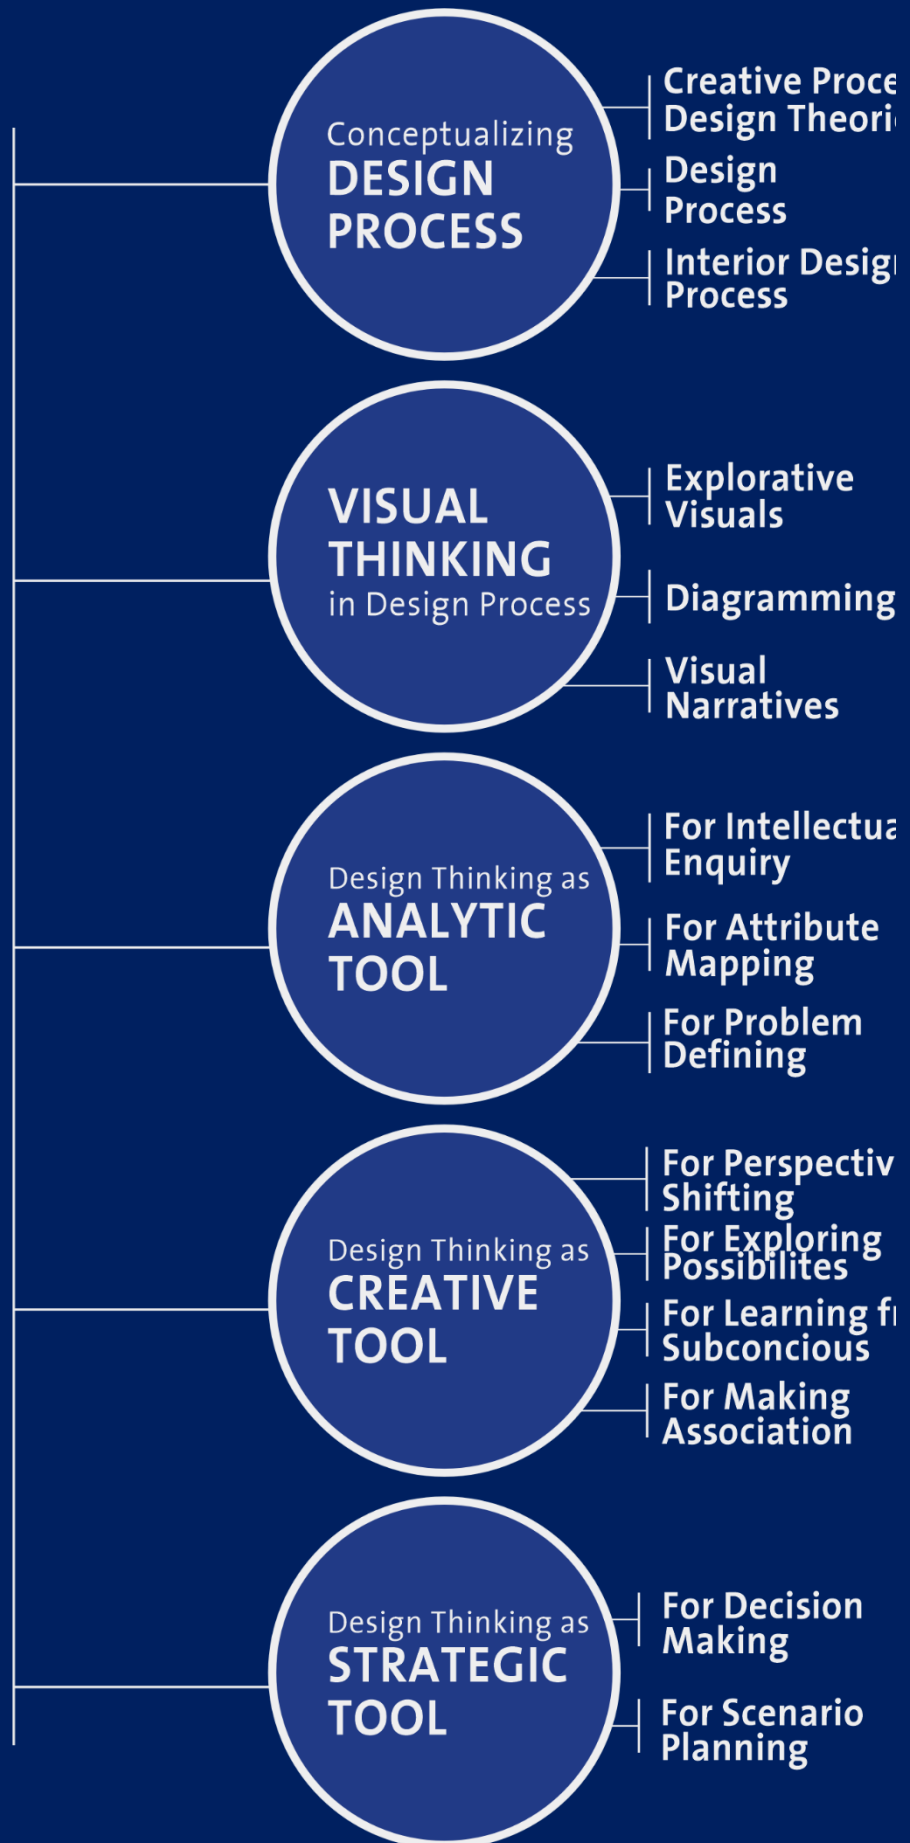 Conceptualizing
DESIGN
PROCESS
Creative Proce
Design Theori
Design
Process
Interior Desig
Process
VISUAL
THINKING
in Design Process
Explorative
Visuals
Diagramming
Visual
Narratives
Design Thinking as
ANALYTIC
TOOL
For Intellectua
Enquiry
For Attribute
Mapping
For Problem
Defining
Design Thinking as
CREATIVE
TOOL
For Perspectiv
Shifting
For Exploring
Possibilites
For Learning fr
Subconcious
For Making
Association
Design Thinking as
STRATEGIC
TOOL
For Decision
Making
For Scenario
Planning